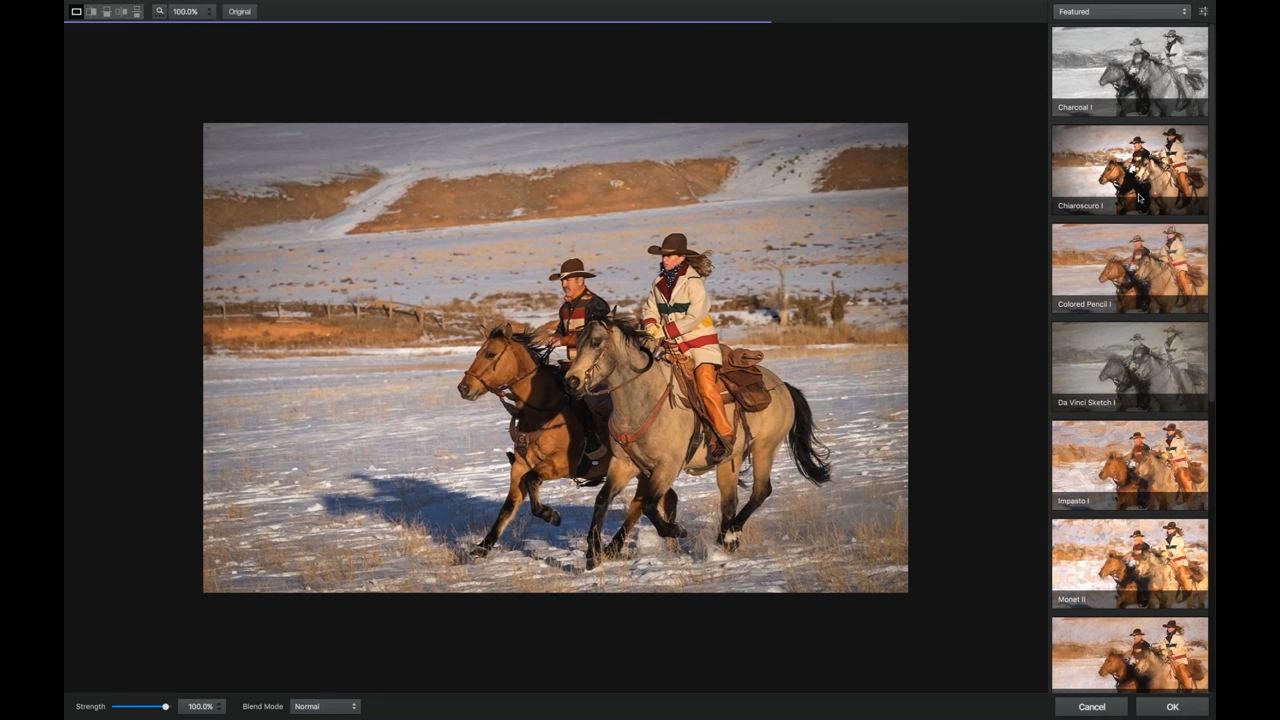 100.0%
Original
Featured
Charcoal I
Chiaroscuro I
Colored Pencil I
Da Vinci Sketch I
Impasto I
Monet II
Strength
100.0%
Blend Mode
Normal
Cancel
OK